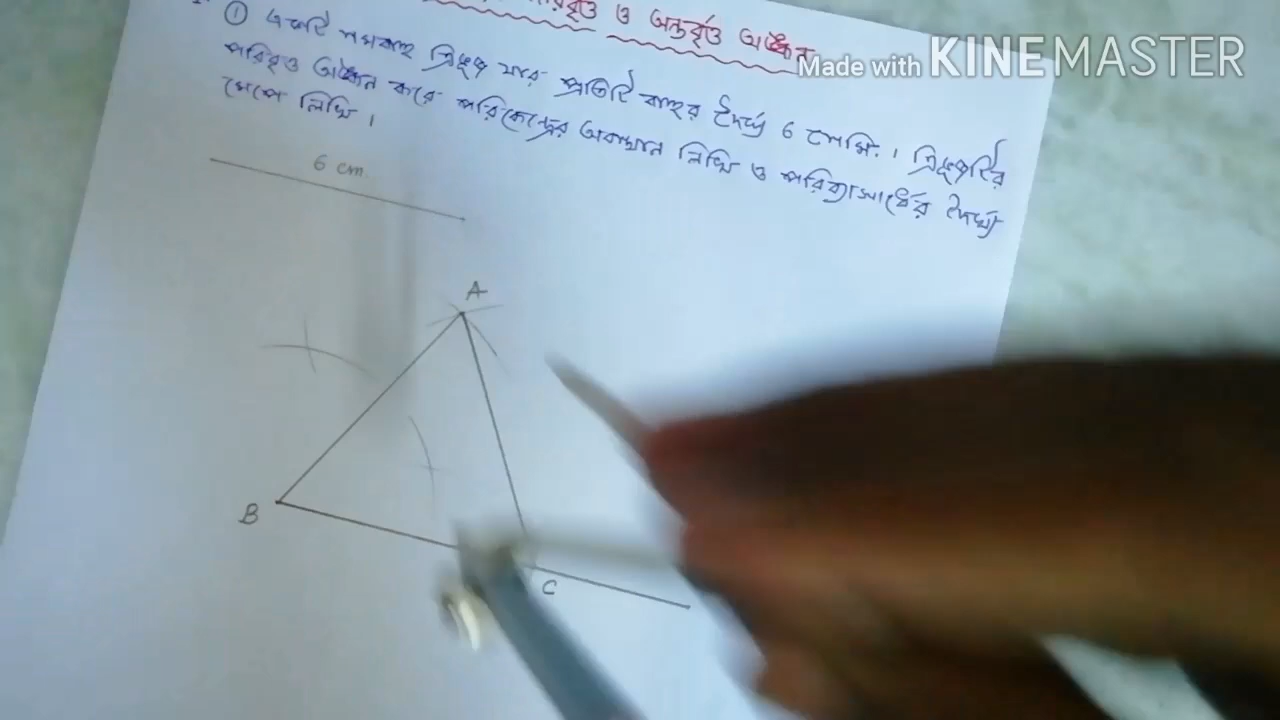 ও অন্তর্বৃত্ত অঙ্কন
Made with KINEMASTER
① একটি সমবাহু ত্রিভুজ যার প্রতিটি বাহুর দৈর্ঘ্য 6 সেমি.। ত্রিভুজটির
পরিবৃত্ত অঙ্কন করে পরিকেন্দ্রের অবস্থান লিখি ও পরিব্যাসার্ধের দৈর্ঘ্য
মেপে লিখি।
6 cm
A
B
C